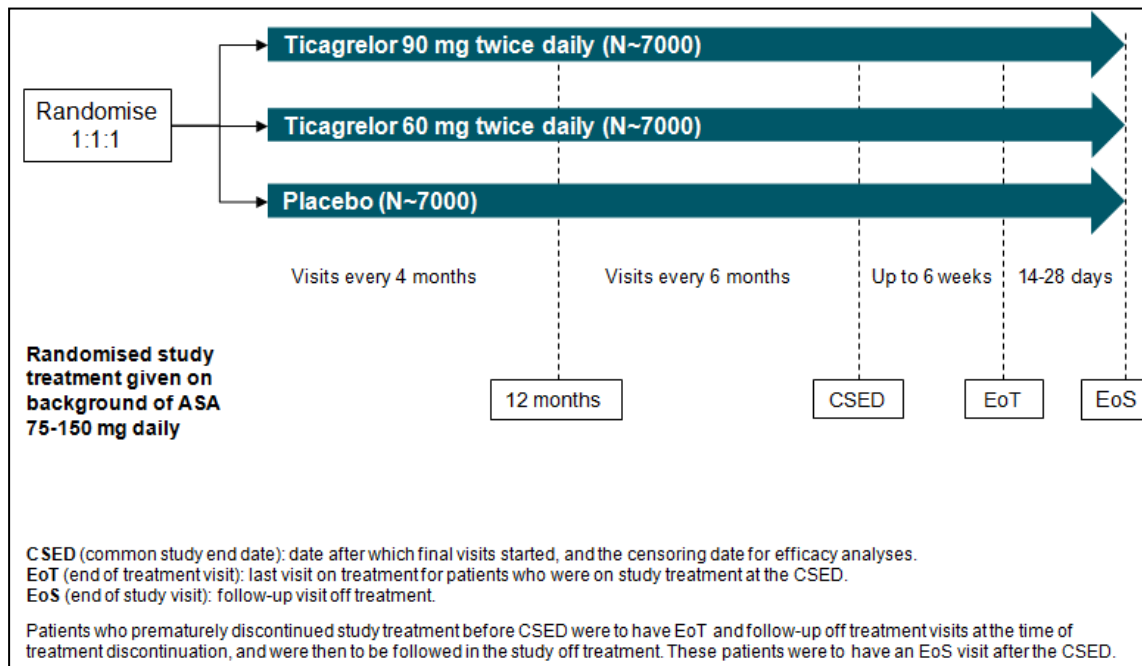 Ticagrelor 90 mg twice daily (N~7000)
Randomise
1:1:1
Ticagrelor 60 mg twice daily (N~7000)
Placebo (N~7000)
Visits every 4 months
Visits every 6 months
Up to 6 weeks
14-28 days
Randomised study
treatment given on
background of ASA
75-150 mg daily
12 months
CSED
EoT
EoS
CSED (common study end date): date after which final visits started, and the censoring date for efficacy analyses.
EoT (end of treatment visit): last visit on treatment for patients who were on study treatment at the CSED.
EoS (end of study visit): follow-up visit off treatment.
Patients who prematurely discontinued study treatment before CSED were to have EoT and follow-up off treatment visits at the time of
treatment discontinuation, and were then to be followed in the study off treatment. These patients were to have an EoS visit after the CSED.